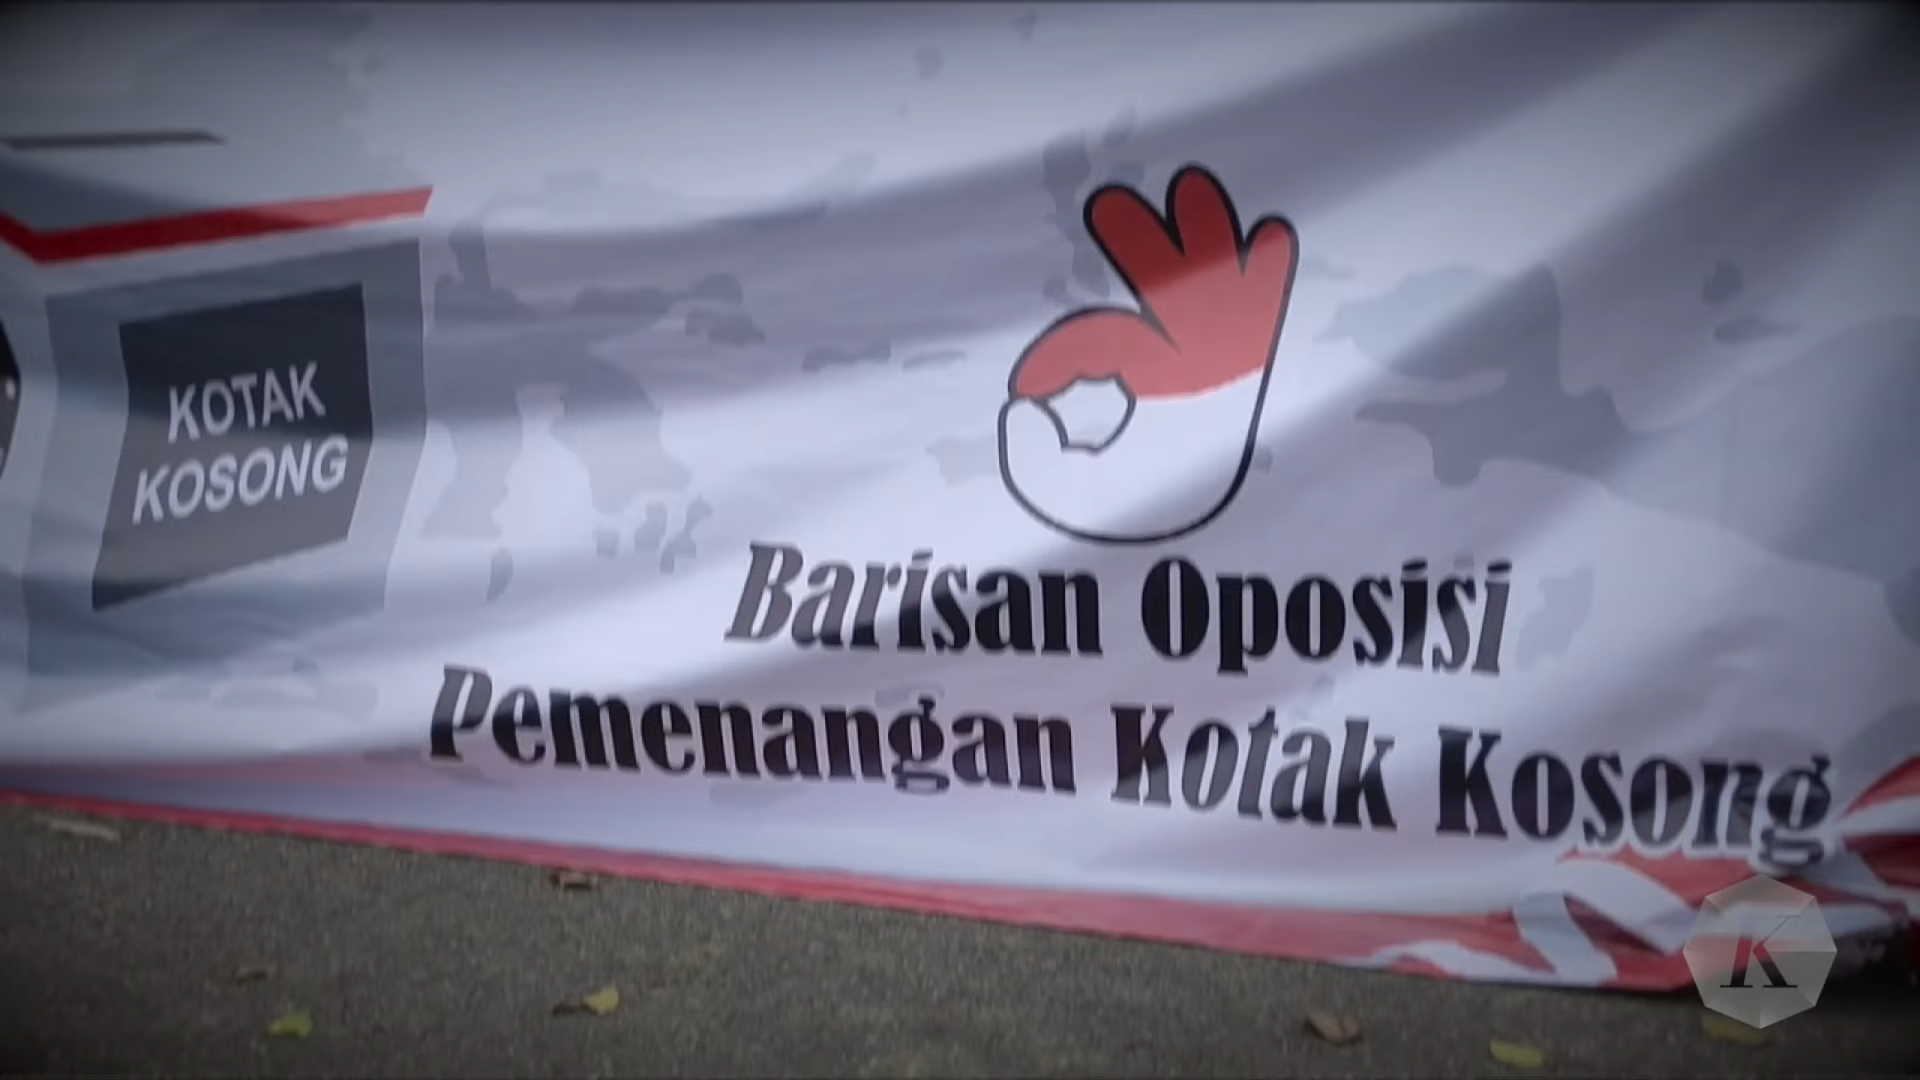 KOTAK
KOSONG
Barisan Oposisi
Pemenangan Kotak Kosong
K